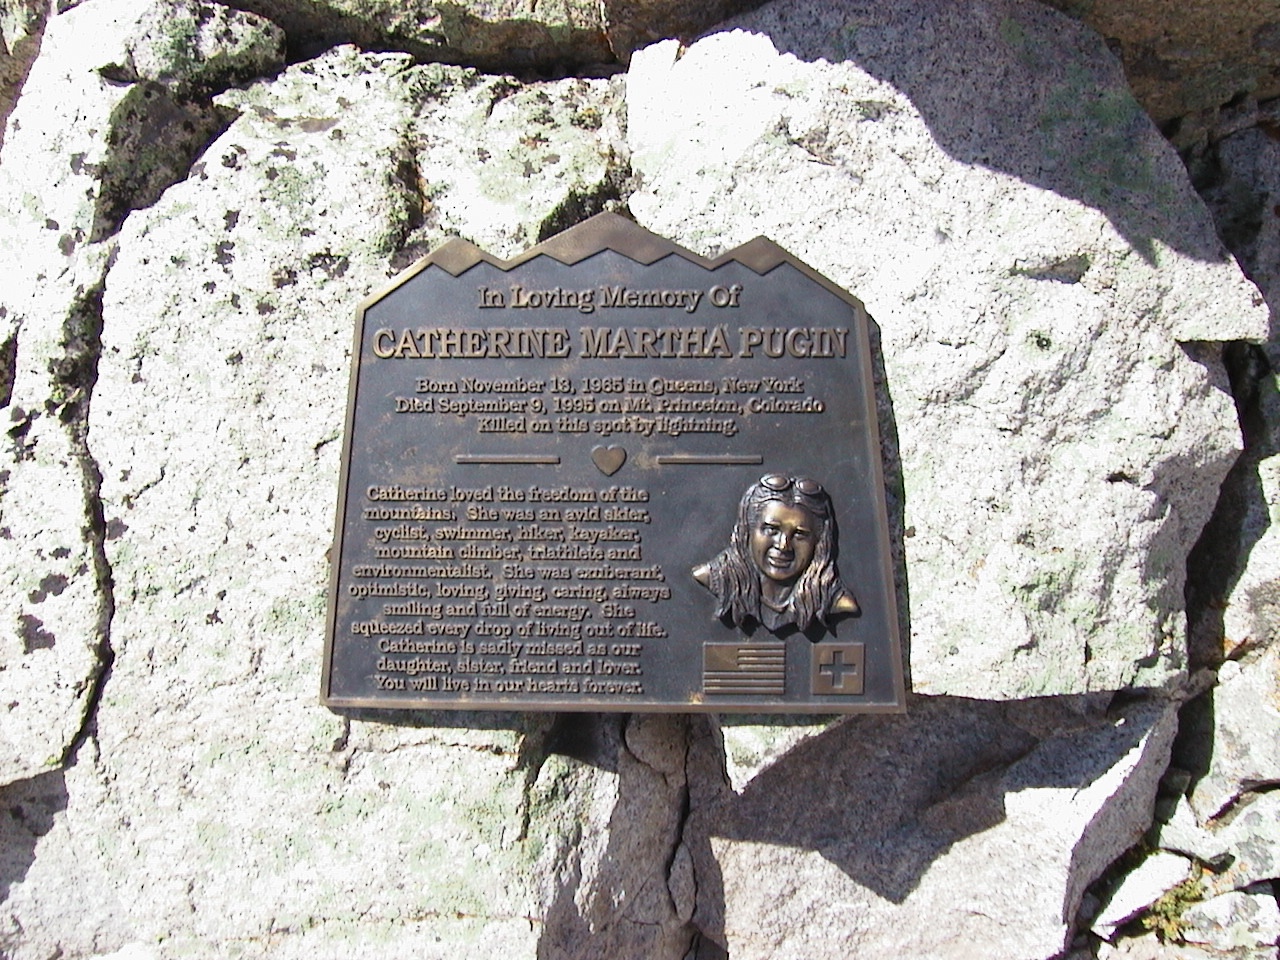 In Loving Memory Of
CATHERINE MARTHA PUGIN
Born November 13, 1965 in Queens, New York
Died September 9, 1995 on Mt. Princeton, Colorado
Killed on this spot by lightning.
Catherine loved the freedom of the
mountains. She was an avid skier,
cyclist, swimmer, hiker, kayaker,
mountain climber, triathlete and
environmentalist. She was exuberant,
optimistic, loving, giving, caring, always
smiling and full of energy. She
squeezed every drop of living out of life.
Catherine is sadly missed as our
daughter, sister, friend and lover.
You will live in our hearts forever.